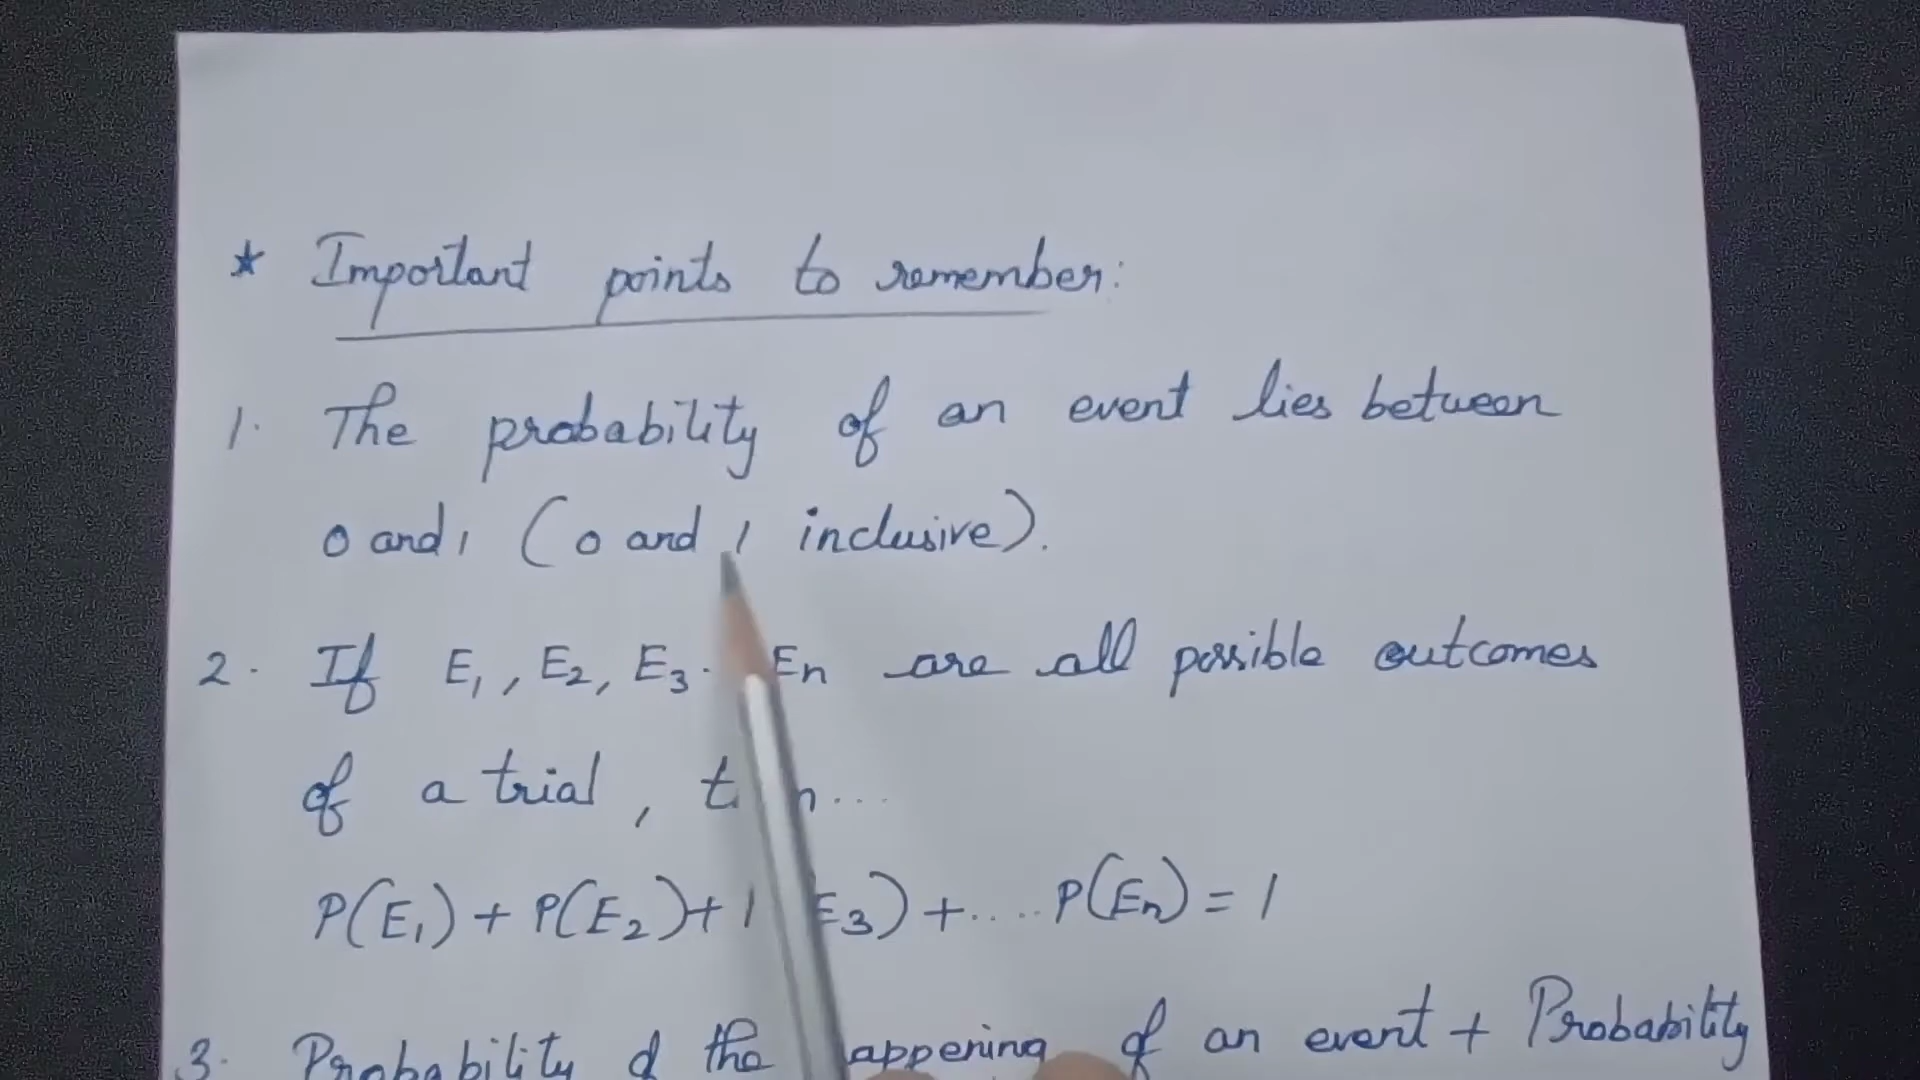 * Important points to remember:
1. The probability of an event lies between
0 and 1 (0 and 1 inclusive).
2. If E₁, E₂, E₃. En are all possible outcomes
of a trial, ...
P(E₁) + P(E₂) + E₃) + .... P(En) = 1
3. Probability of the appening of an event + Probability